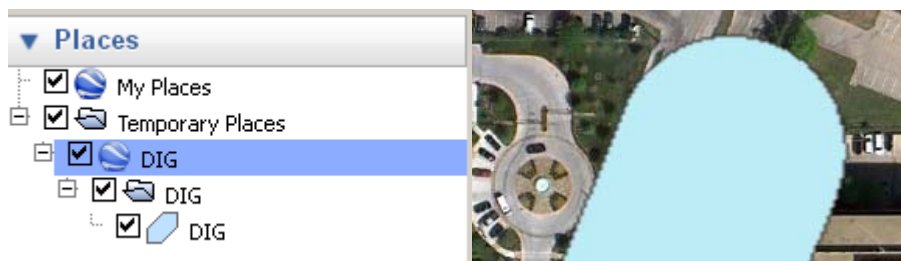 Places
My Places
Temporary Places
DIG
DIG
DIG